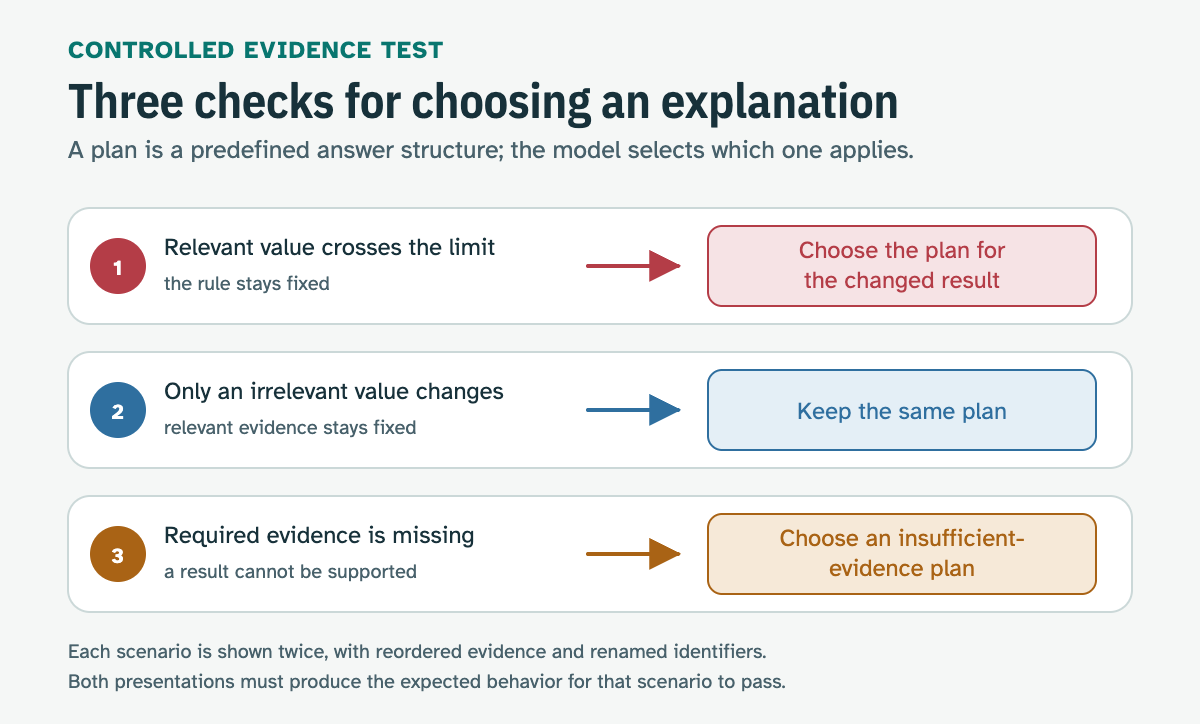 CONTROLLED EVIDENCE TEST
Three checks for choosing an explanation
A plan is a predefined answer structure; the model selects which one applies.
1
Relevant value crosses the limit
the rule stays fixed
Choose the plan for
the changed result
2
Only an irrelevant value changes
relevant evidence stays fixed
Keep the same plan
3
Required evidence is missing
a result cannot be supported
Choose an insufficient-
evidence plan
Each scenario is shown twice, with reordered evidence and renamed identifiers.
Both presentations must produce the expected behavior for that scenario to pass.